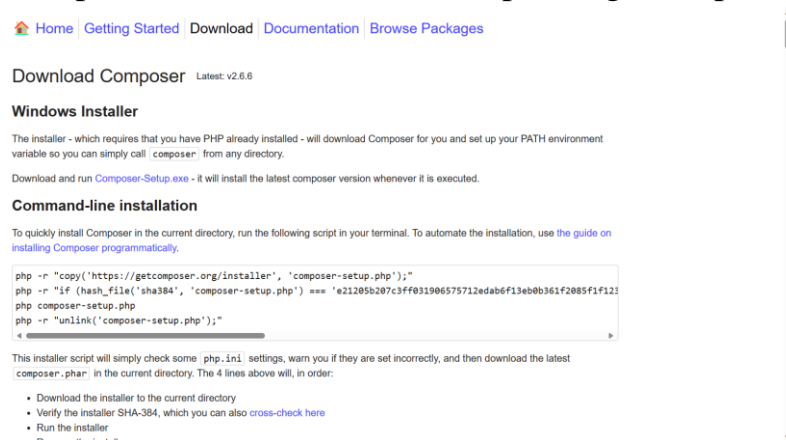 Home Getting Started Download Documentation Browse Packages
Download Composer Latest: v2.6.6
Windows Installer
The installer - which requires that you have PHP already installed - will download Composer for you and set up your PATH environment
variable so you can simply call composer from any directory.
Download and run Composer-Setup.exe - it will install the latest composer version whenever it is executed.
Command-line installation
To quickly install Composer in the current directory, run the following script in your terminal. To automate the installation, use the guide on
installing Composer programmatically.
php -r "copy('https://getcomposer.org/installer', 'composer-setup.php');"
php -r "if (hash_file('sha384', 'composer-setup.php') === 'e21205b207c3ff031906575712edab6f13eb0b361f2085f1f123
php composer-setup.php
php -r "unlink('composer-setup.php');"
This installer script will simply check some php.ini settings, warn you if they are set incorrectly, and then download the latest
composer.phar in the current directory. The 4 lines above will, in order:
• Download the installer to the current directory
• Verify the installer SHA-384, which you can also cross-check here
• Run the installer